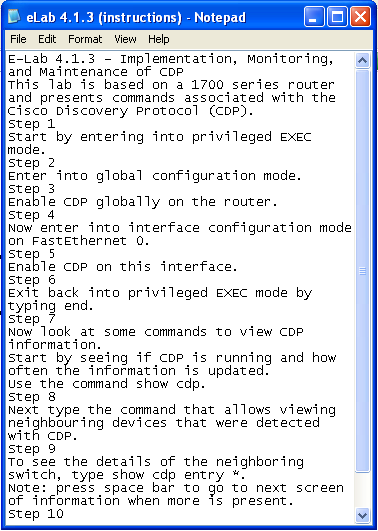 eLab 4.1.3 (instructions) - Notepad
File Edit Format View Help
E-Lab 4.1.3 - Implementation, Monitoring,
and Maintenance of CDP
This lab is based on a 1700 series router
and presents commands associated with the
Cisco Discovery Protocol (CDP).
Step 1
Start by entering into privileged EXEC
mode.
Step 2
Enter into global configuration mode.
Step 3
Enable CDP globally on the router.
Step 4
Now enter into interface configuration mode
on FastEthernet 0.
Step 5
Enable CDP on this interface.
Step 6
Exit back into privileged EXEC mode by
typing end.
Step 7
Now look at some commands to view CDP
information.
Start by seeing if CDP is running and how
often the information is updated.
Use the command show cdp.
Step 8
Next type the command that allows viewing
neighbouring devices that were detected
with CDP.
Step 9
To see the details of the neighboring
switch, type show cdp entry *.
Note: press space bar to go to next screen
of information when more is present.
Step 10